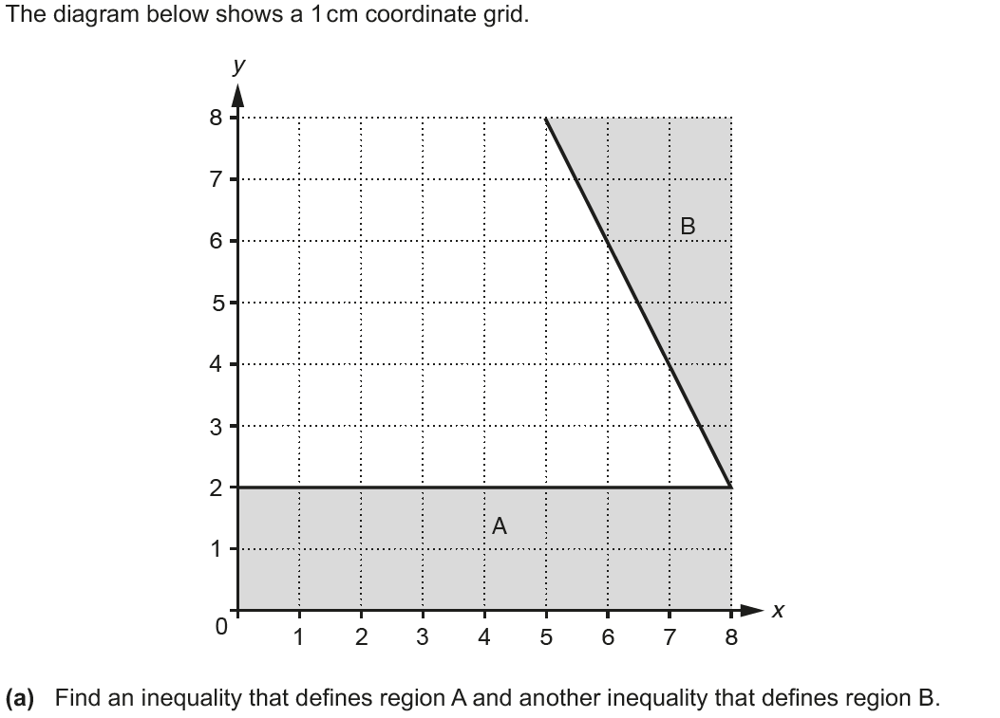 The diagram below shows a 1 cm coordinate grid.
y
8
7
6
B
5
4
3
2
A
1
0
x
1 2 3 4 5 6 7 8
(a) Find an inequality that defines region A and another inequality that defines region B.